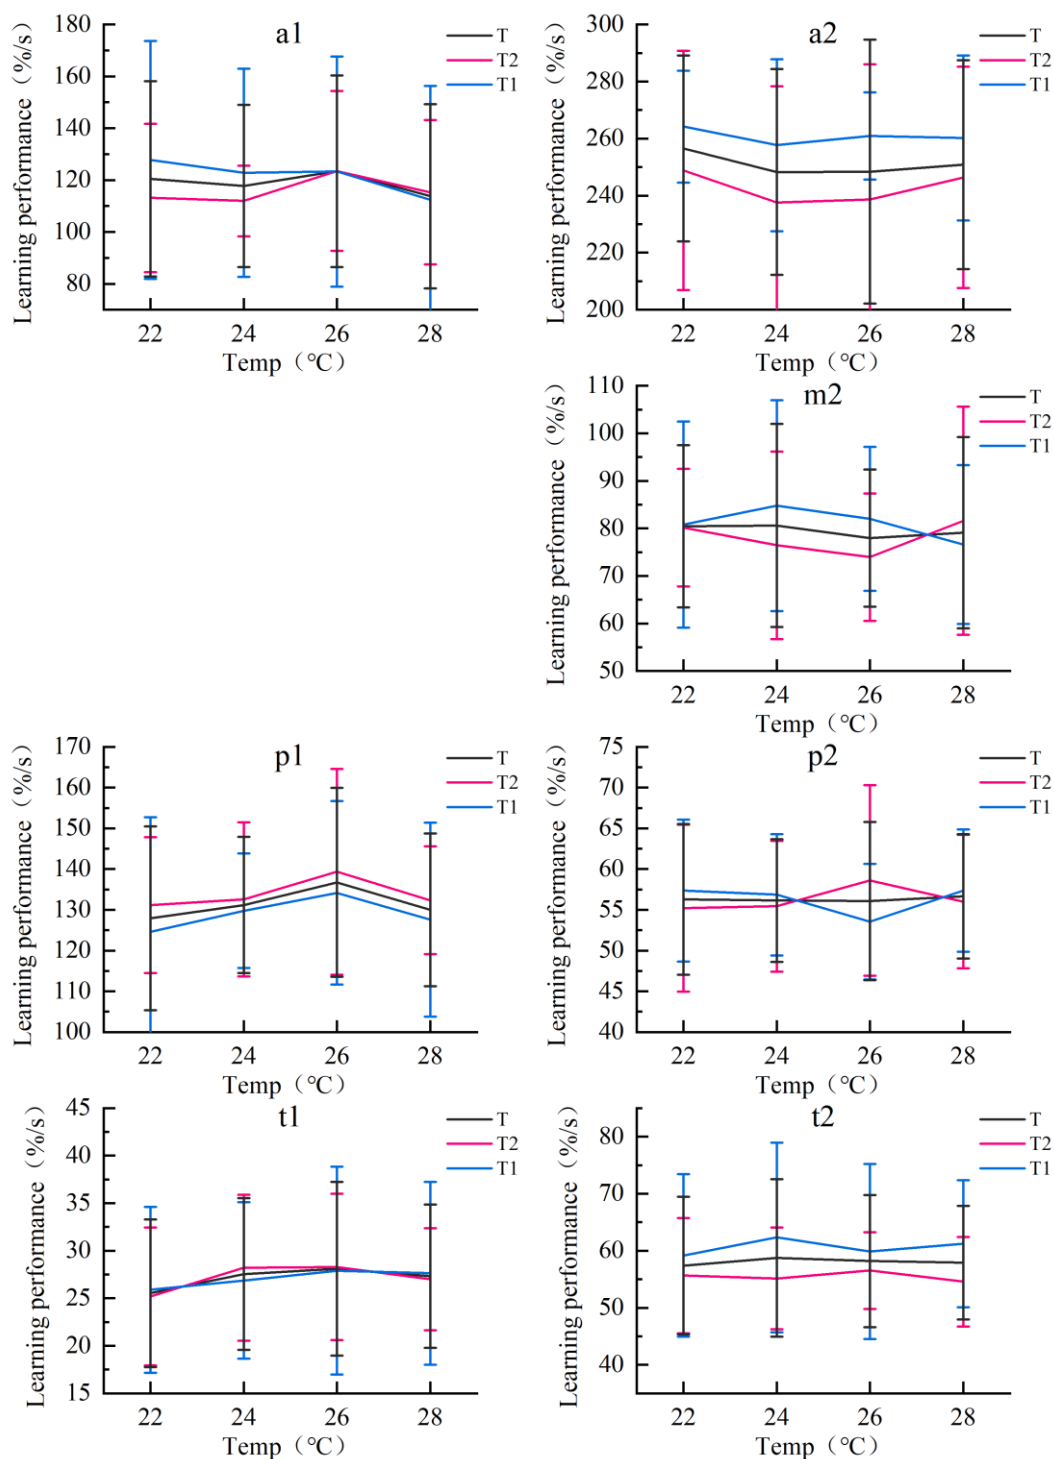 a1
Learning performance（%/s)
180
160
140
120
100
80
22 24 26 28
Temp（°C）
T
T2
T1
a2
Learning performance（%/s)
300
280
260
240
220
200
22 24 26 28
Temp（°C）
T
T2
T1
m2
Learning performance（%/s)
110
100
90
80
70
60
50
22 24 26 28
Temp（°C）
T
T2
T1
p1
Learning performance（%/s)
170
160
150
140
130
120
110
100
22 24 26 28
Temp（°C）
T
T2
T1
p2
Learning performance（%/s)
75
70
65
60
55
50
45
40
22 24 26 28
Temp（°C）
T
T2
T1
t1
Learning performance（%/s)
45
40
35
30
25
20
15
22 24 26 28
Temp（°C）
T
T2
T1
t2
Learning performance（%/s)
80
70
60
50
40
22 24 26 28
Temp（°C）
T
T2
T1